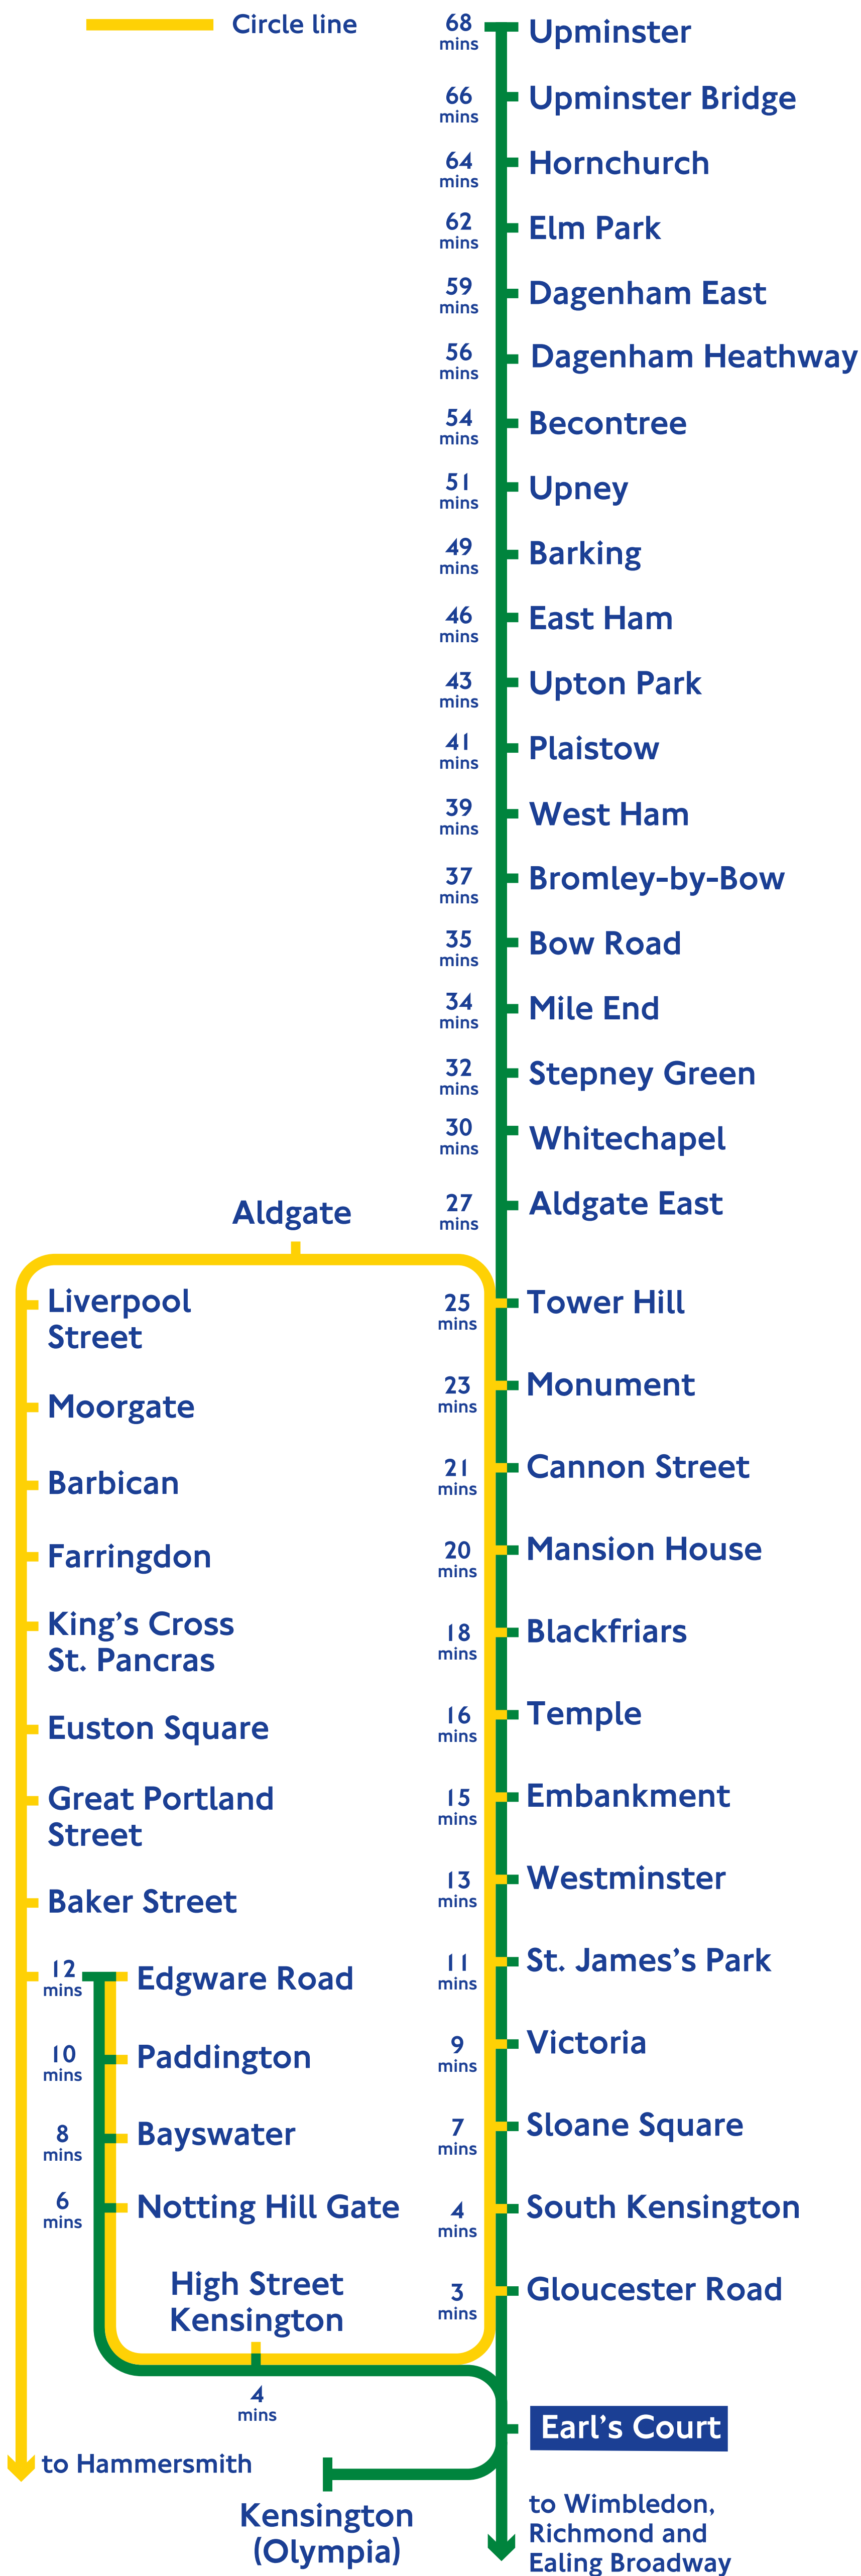 Circle line
68
mins
Upminster
66
mins
Upminster Bridge
64
mins
Hornchurch
62
mins
Elm Park
59
mins
Dagenham East
56
mins
Dagenham Heathway
54
mins
Becontree
51
mins
Upney
49
mins
Barking
46
mins
East Ham
43
mins
Upton Park
41
mins
Plaistow
39
mins
West Ham
37
mins
Bromley-by-Bow
35
mins
Bow Road
34
mins
Mile End
32
mins
Stepney Green
30
mins
Whitechapel
27
mins
Aldgate East
Aldgate
Liverpool
Street
Moorgate
Barbican
Farringdon
King's Cross
St. Pancras
Euston Square
Great Portland
Street
Baker Street
12
mins
Edgware Road
10
mins
Paddington
8
mins
Bayswater
6
mins
Notting Hill Gate
High Street
Kensington
4
mins
to Hammersmith
25
mins
Tower Hill
23
mins
Monument
21
mins
Cannon Street
20
mins
Mansion House
18
mins
Blackfriars
16
mins
Temple
15
mins
Embankment
13
mins
Westminster
11
mins
St. James's Park
9
mins
Victoria
7
mins
Sloane Square
4
mins
South Kensington
3
mins
Gloucester Road
Earl's Court
Kensington
(Olympia)
to Wimbledon,
Richmond and
Ealing Broadway